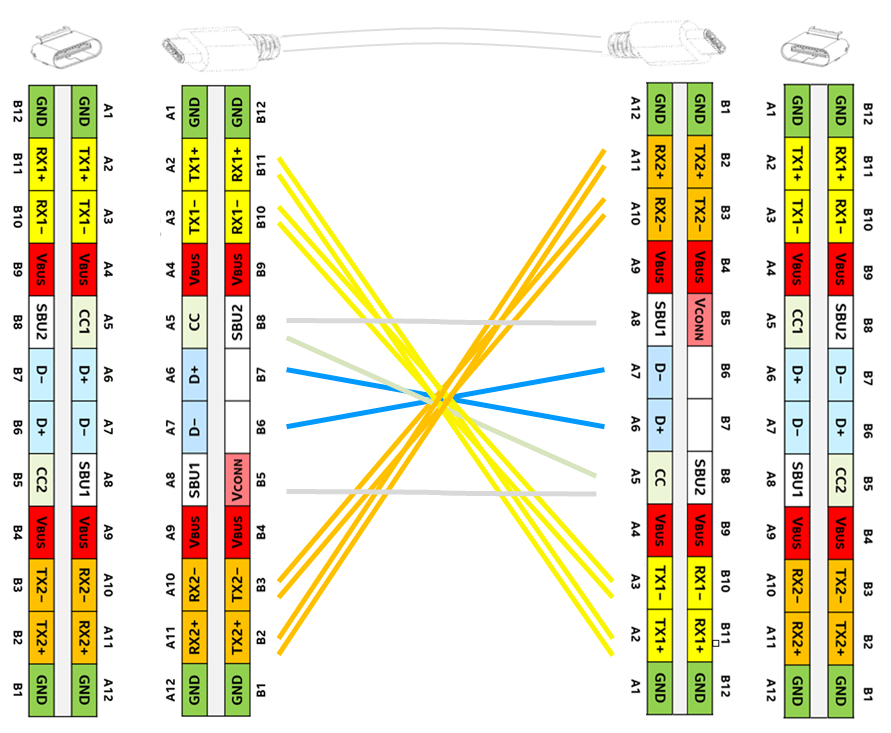 B12 GND GND A1 A1 GND GND B12 A12 GND GND B1 A1 GND GND B12
B11 RX1+ TX1+ A2 A2 TX1+ RX1+ B11 A11 RX2+ TX2+ B2 A2 TX1+ RX1+ B11
B10 RX1− TX1− A3 A3 TX1− RX1− B10 A10 RX2− TX2− B3 A3 TX1− RX1− B10
B9 VBUS VBUS A4 A4 VBUS VBUS B9 A9 VBUS VBUS B4 A4 VBUS VBUS B9
B8 SBU2 CC1 A5 A5 CC SBU2 B8 A8 SBU1 VCONN B5 A5 CC1 SBU2 B8
B7 D− D+ A6 A6 D+ B7 A7 D− B6 A6 D+ D− B7
B6 D+ D− A7 A7 D− B6 A6 D+ B7 A7 D− D+ B6
B5 CC2 SBU1 A8 A8 SBU1 VCONN B5 A5 CC SBU2 B8 A8 SBU1 CC2 B5
B4 VBUS VBUS A9 A9 VBUS VBUS B4 A4 VBUS VBUS B9 A9 VBUS VBUS B4
B3 TX2− RX2− A10 A10 RX2− TX2− B3 A3 TX1− RX1− B10 A10 RX2− TX2− B3
B2 TX2+ RX2+ A11 A11 RX2+ TX2+ B2 A2 TX1+ RX1+ B11 A11 RX2+ TX2+ B2
B1 GND GND A12 A12 GND GND B1 A1 GND GND B12 A12 GND GND B1